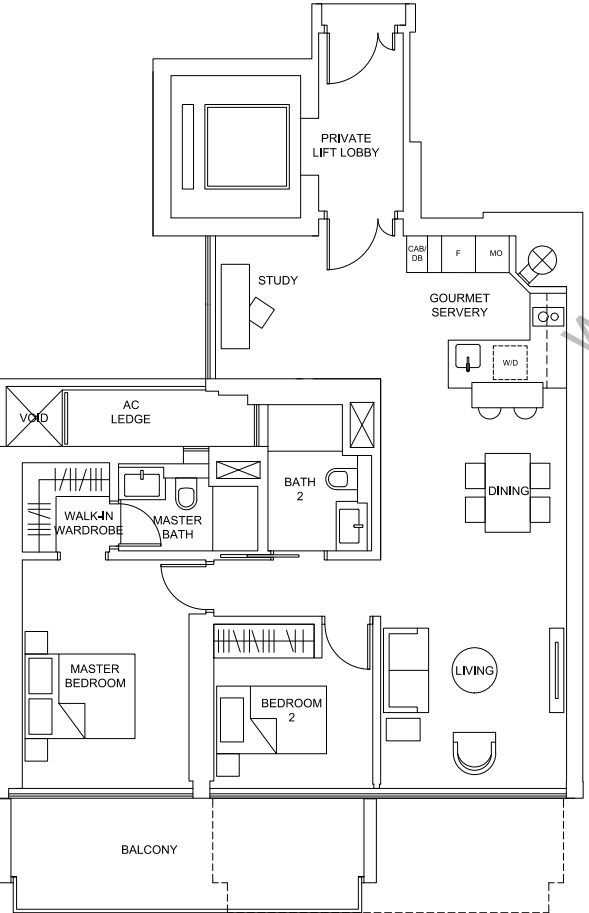 PRIVATE
LIFT LOBBY
CAB/
DB
F
MO
STUDY
GOURMET
SERVERY
W/D
AC
LEDGE
VOID
BATH
2
DINING
WALK-IN
WARDROBE
MASTER
BATH
MASTER
BEDROOM
BEDROOM
2
LIVING
BALCONY